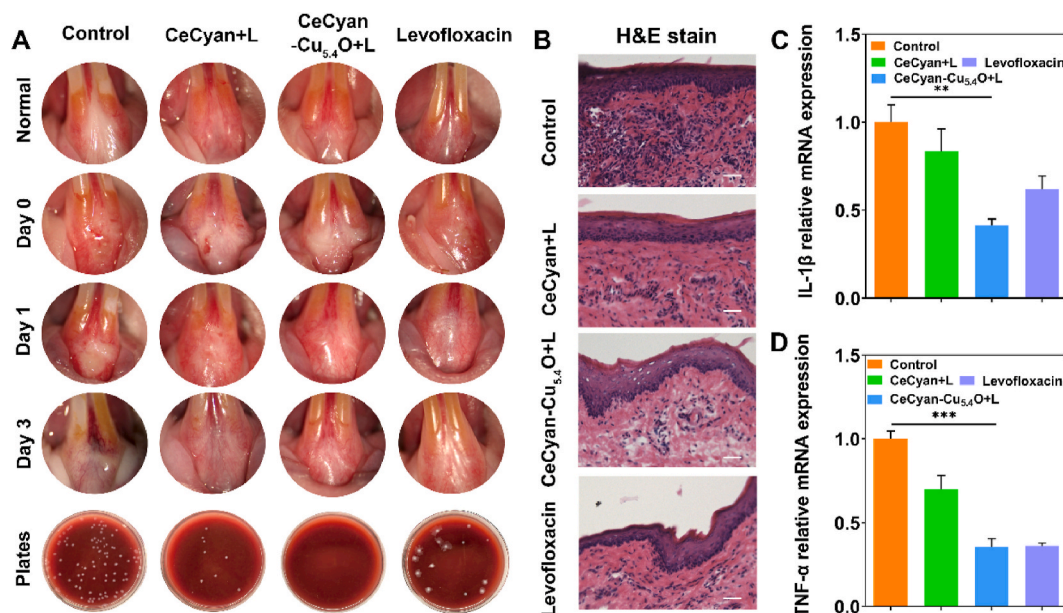 A
Control
CeCyan+L
CeCyan
-Cu5.4O+L
Levofloxacin
Normal
Day 0
Day 1
Day 3
Plates
B
H&E stain
Control
CeCyan+L
CeCyan-Cu5.4O+L
Levofloxacin
C
IL-1β relative mRNA expression
1.5
1.0
0.5
0.0
Control
CeCyan+L
Levofloxacin
CeCyan-Cu5.4O+L
**
D
TNF-α relative mRNA expression
1.5
1.0
0.5
0.0
Control
CeCyan+L
Levofloxacin
CeCyan-Cu5.4O+L
***